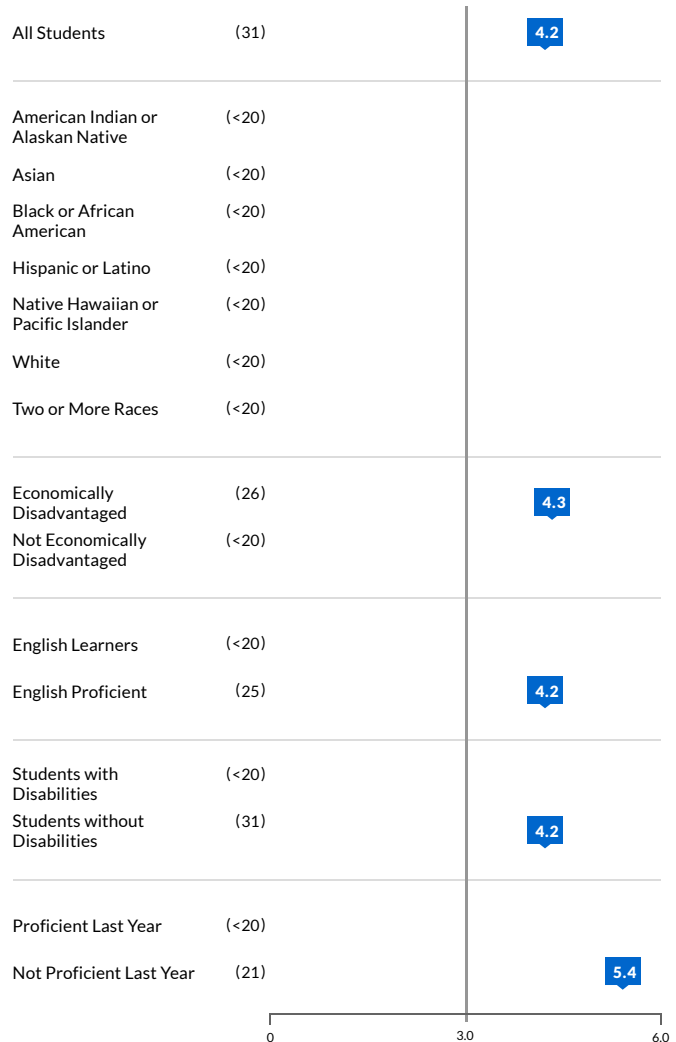 All Students (31) 4.2
American Indian or (<20)
Alaskan Native
Asian (<20)
Black or African (<20)
American
Hispanic or Latino (<20)
Native Hawaiian or (<20)
Pacific Islander
White (<20)
Two or More Races (<20)
Economically (26) 4.3
Disadvantaged
Not Economically (<20)
Disadvantaged
English Learners (<20)
English Proficient (25) 4.2
Students with (<20)
Disabilities
Students without (31) 4.2
Disabilities
Proficient Last Year (<20)
Not Proficient Last Year (21) 5.4
0 3.0 6.0